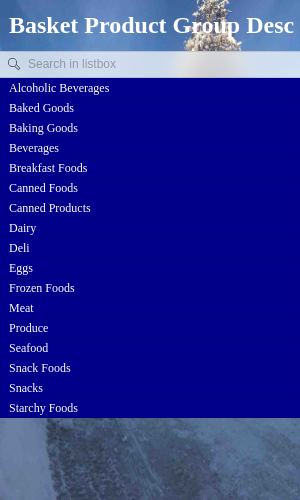 Basket Product Group Desc
Search in listbox
Alcoholic Beverages
Baked Goods
Baking Goods
Beverages
Breakfast Foods
Canned Foods
Canned Products
Dairy
Deli
Eggs
Frozen Foods
Meat
Produce
Seafood
Snack Foods
Snacks
Starchy Foods